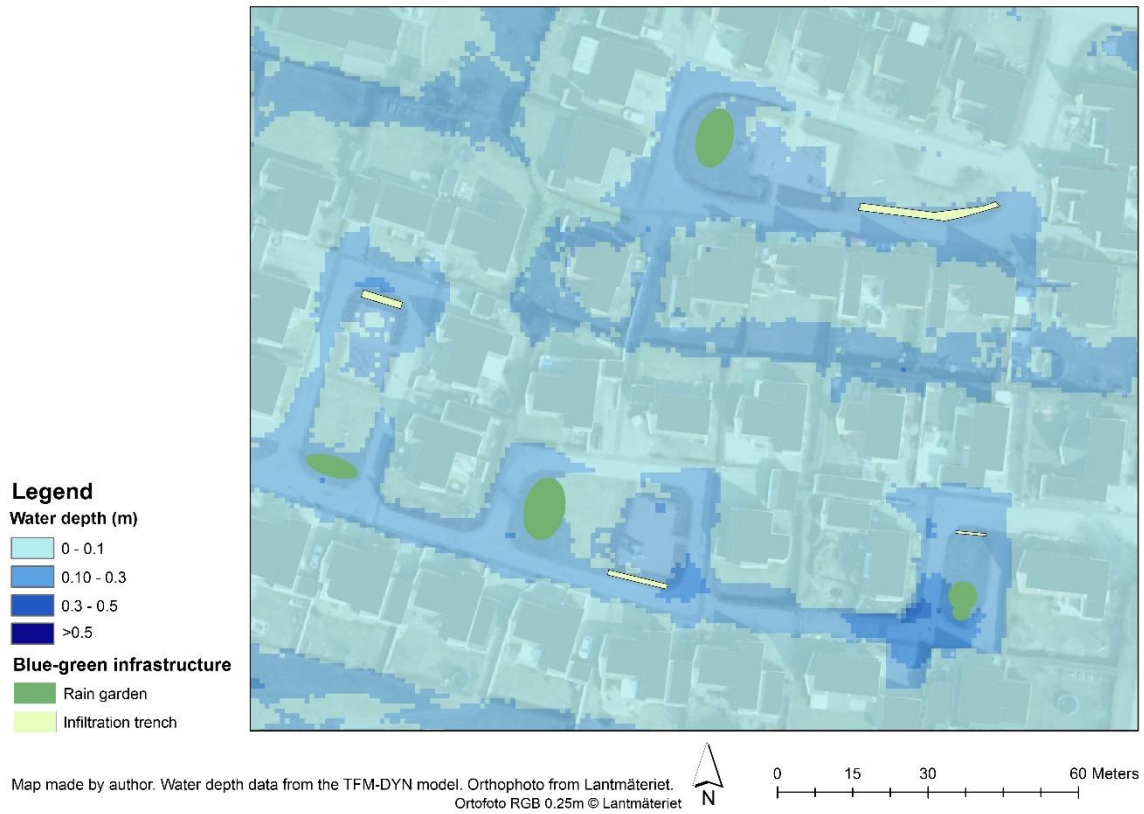 Legend
Water depth (m)
0 - 0.1
0.10 - 0.3
0.3 - 0.5
>0.5
Blue-green infrastructure
Rain garden
Infiltration trench
Map made by author. Water depth data from the TFM-DYN model. Orthophoto from Lantmäteriet.
Ortofoto RGB 0.25m © Lantmäteriet
N
0 15 30 60 Meters